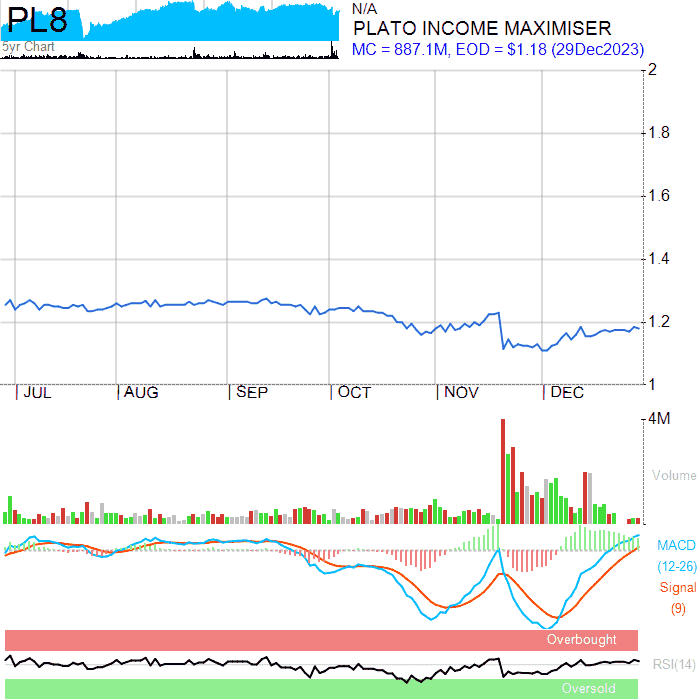 PL8
5yr Chart
N/A
PLATO INCOME MAXIMISER
MC = 887.1M, EOD = $1.18 (29Dec2023)
2
1.8
1.6
1.4
1.2
1
JUL AUG SEP OCT NOV DEC
4M
Volume
MACD
(12-26)
Signal
(9)
Overbought
RSI(14)
Oversold